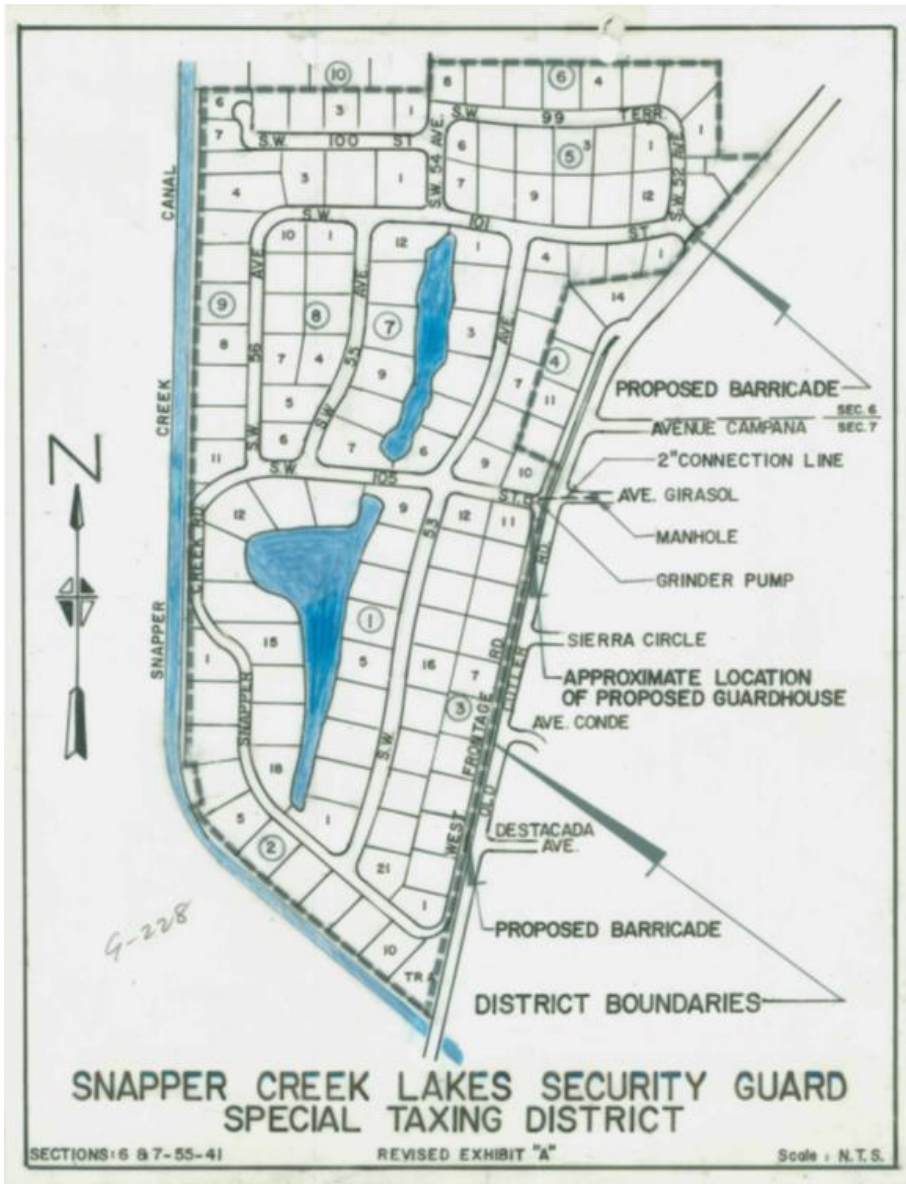 10
6
8
4
6
3
1
7
S.W. 100 ST
S.W. 99 TERR.
1
S.W. 54 AVE.
6
5
3
1
S.W. 52 AVE
4
3
1
7
9
12
S.W. 101 ST
10
1
12
1
4
1
14
CANAL
CREEK
SNAPPER
9
8
11
S.W. 56 AVE
8
7
4
5
6
S.W. 55 AVE.
7
9
7
3
6
AVE.
4
7
11
9
10
PROPOSED BARRICADE
SEC. 6
SEC. 7
AVENUE CAMPANA
2"CONNECTION LINE
AVE. GIRASOL
MANHOLE
GRINDER PUMP
SIERRA CIRCLE
APPROXIMATE LOCATION
OF PROPOSED GUARDHOUSE
AVE. CONDE
DESTACADA
AVE.
PROPOSED BARRICADE
DISTRICT BOUNDARIES
S.W. 105 ST.
S.W. 53
12
9
12
11
15
1
5
16
7
3
1
18
1
21
1
5
2
10
TR
SNAPPER CREEK RD
WEST FRONTAGE RD
OLD CUTLER RD.
N
G-228
SNAPPER CREEK LAKES SECURITY GUARD
SPECIAL TAXING DISTRICT
SECTIONS: 6 & 7-55-41
REVISED EXHIBIT "A"
Scale : N.T.S.